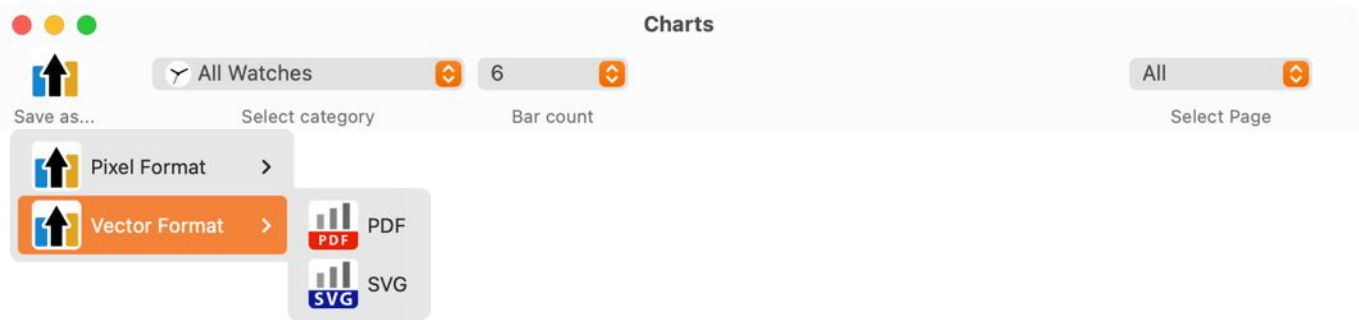 Charts
All Watches
6
All
Save as...
Select category
Bar count
Select Page
Pixel Format
Vector Format
PDF
PDF
SVG
SVG